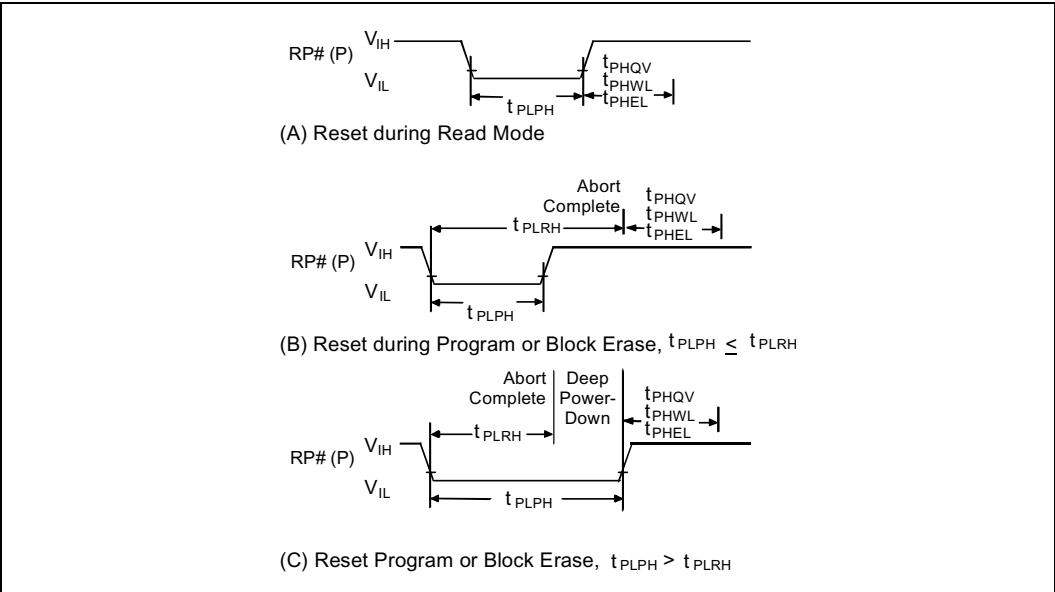 RP# (P)
VIH
VIL
tPLPH
tPHQV
tPHWL
tPHEL
(A) Reset during Read Mode
Abort
Complete
tPLRH
tPHQV
tPHWL
tPHEL
RP# (P)
VIH
VIL
tPLPH
(B) Reset during Program or Block Erase, tPLPH ≤ tPLRH
Abort
Complete
Deep
Power-
Down
tPHQV
tPHWL
tPHEL
tPLRH
RP# (P)
VIH
VIL
tPLPH
(C) Reset Program or Block Erase, tPLPH > tPLRH